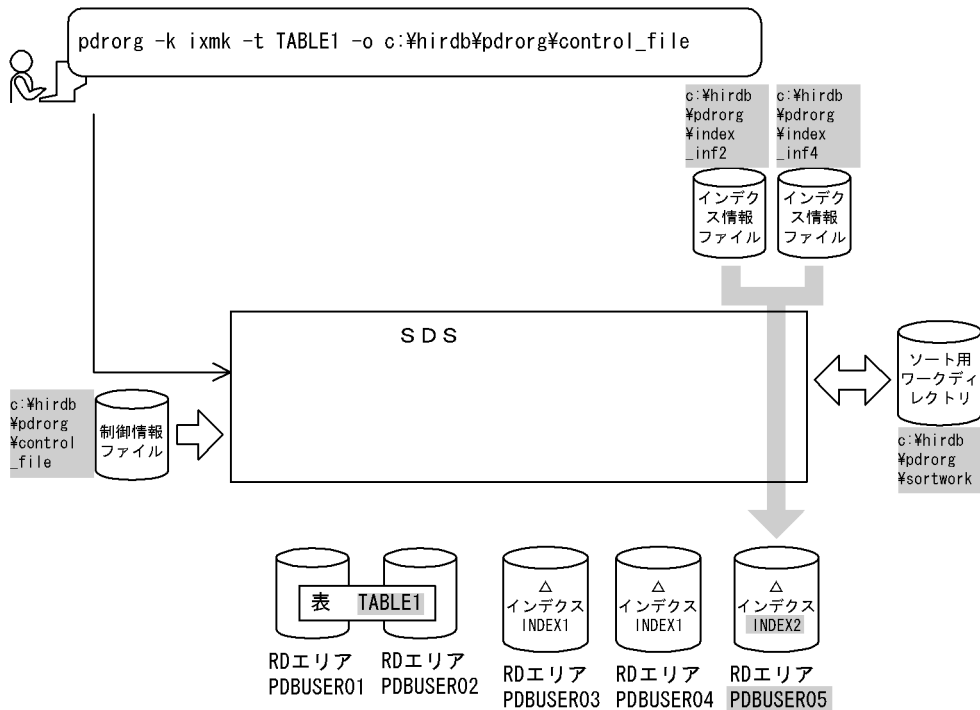 pdrorg -k ixmk -t TABLE1 -o c:¥hirdb¥pdrorg¥control_file
c:¥hirdb
¥pdrorg
¥index
_inf2
c:¥hirdb
¥pdrorg
¥index
_inf4
インデク
ス情報
ファイル
インデク
ス情報
ファイル
ＳＤＳ
ソート用
ワークディ
レクトリ
c:¥hirdb
¥pdrorg
¥sortwork
c:¥hirdb
¥pdrorg
¥control
_file
制御情報
ファイル
表 TABLE1
△
インデクス
INDEX1
△
インデクス
INDEX1
△
インデクス
INDEX2
RDエリア
PDBUSER01
RDエリア
PDBUSER02
RDエリア
PDBUSER03
RDエリア
PDBUSER04
RDエリア
PDBUSER05